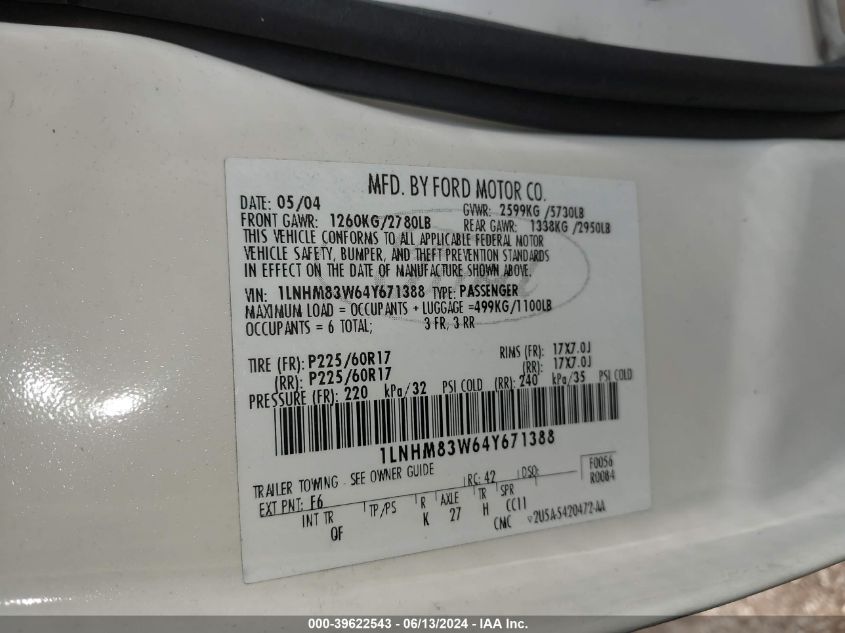 MFD. BY FORD MOTOR CO.
DATE: 05/04 GVWR: 2599KG /5730LB
FRONT GAWR: 1260KG/2780LB REAR GAWR: 1338KG /2950LB
THIS VEHICLE CONFORMS TO ALL APPLICABLE FEDERAL MOTOR
VEHICLE SAFETY, BUMPER, AND THEFT PREVENTION STANDARDS
IN EFFECT ON THE DATE OF MANUFACTURE SHOWN ABOVE.
VIN: 1LNHM83W64Y671388 TYPE: PASSENGER
MAXIMUM LOAD = OCCUPANTS + LUGGAGE =499KG/1100LB
OCCUPANTS = 6 TOTAL; 3 FR, 3 RR
TIRE (FR): P225/60R17 RIMS (FR): 17X7.0J
(RR): P225/60R17 (RR): 17X7.0J
PRESSURE (FR): 220 kPa/32 PSI COLD (RR): 240 kPa/35 PSI COLD
1LNHM83W64Y671388
TRAILER TOWING - SEE OWNER GUIDE
EXT PNT: F6 RC: 42 DSO: F0056
R0084
INT TR TP/PS R AXLE TR SPR
QF K 27 H CC11
CMC 2U5A-5420472-AA
000-39622543 - 06/13/2024 - IAA Inc.